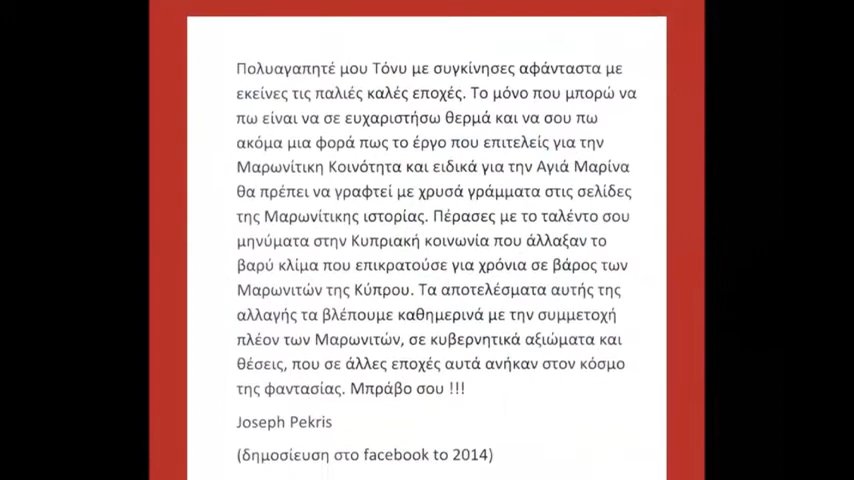 Πολυαγαπητέ μου Τόνυ με συγκίνησες αφάνταστα με
εκείνες τις παλιές καλές εποχές. Το μόνο που μπορώ να
πω είναι να σε ευχαριστήσω θερμά και να σου πω
ακόμα μια φορά πως το έργο που επιτελείς για την
Μαρωνίτικη Κοινότητα και ειδικά για την Αγιά Μαρίνα
θα πρέπει να γραφτεί με χρυσά γράμματα στις σελίδες
της Μαρωνίτικης ιστορίας. Πέρασες με το ταλέντο σου
μηνύματα στην Κυπριακή κοινωνία που άλλαξαν το
βαρύ κλίμα που επικρατούσε για χρόνια σε βάρος των
Μαρωνιτών της Κύπρου. Τα αποτελέσματα αυτής της
αλλαγής τα βλέπουμε καθημερινά με την συμμετοχή
πλέον των Μαρωνιτών, σε κυβερνητικά αξιώματα και
θέσεις, που σε άλλες εποχές αυτά ανήκαν στον κόσμο
της φαντασίας. Μπράβο σου !!!
Joseph Pekris
(δημοσίευση στο facebook to 2014)